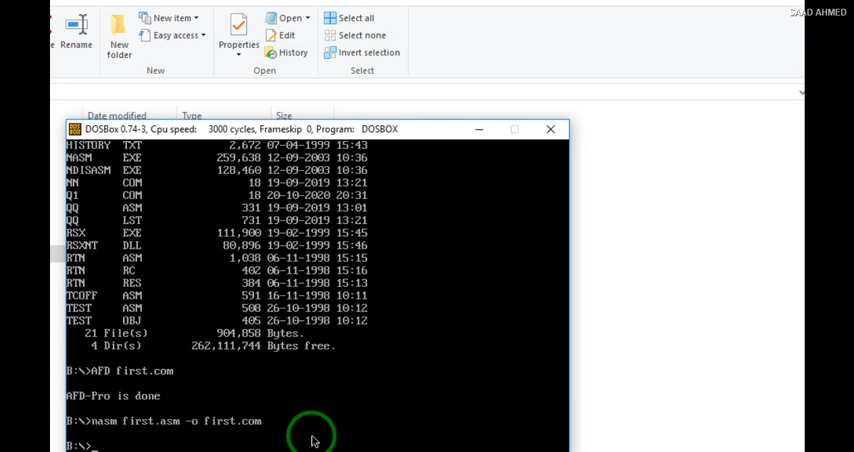 SAAD AHMED
New item
Open
Select all
Easy access
Edit
Select none
Rename
New
folder
Properties
History
Invert selection
New
Open
Select
Date modified
Type
Size
DOSBox 0.74-3, Cpu speed: 3000 cycles, Frameskip 0, Program: DOSBOX
HISTORY TXT 2,672 07-04-1999 15:43
NASM EXE 259,638 12-09-2003 10:36
NDISASM EXE 128,460 12-09-2003 10:36
NN COM 18 19-09-2019 13:21
Q1 COM 18 20-10-2020 20:31
QQ ASM 331 19-09-2019 13:01
QQ LST 731 19-09-2019 13:21
RSX EXE 111,900 19-02-1999 15:45
RSXNT DLL 80,896 19-02-1999 15:46
RTN ASM 1,038 06-11-1998 15:15
RTN RC 402 06-11-1998 15:16
RTN RES 384 06-11-1998 15:13
TCOFF ASM 591 16-11-1998 10:11
TEST ASM 508 26-10-1998 10:12
TEST OBJ 405 26-10-1998 10:12
21 File(s) 904,858 Bytes.
4 Dir(s) 262,111,744 Bytes free.
B:\>AFD first.com
AFD-Pro is done
B:\>nasm first.asm -o first.com
B:\>_